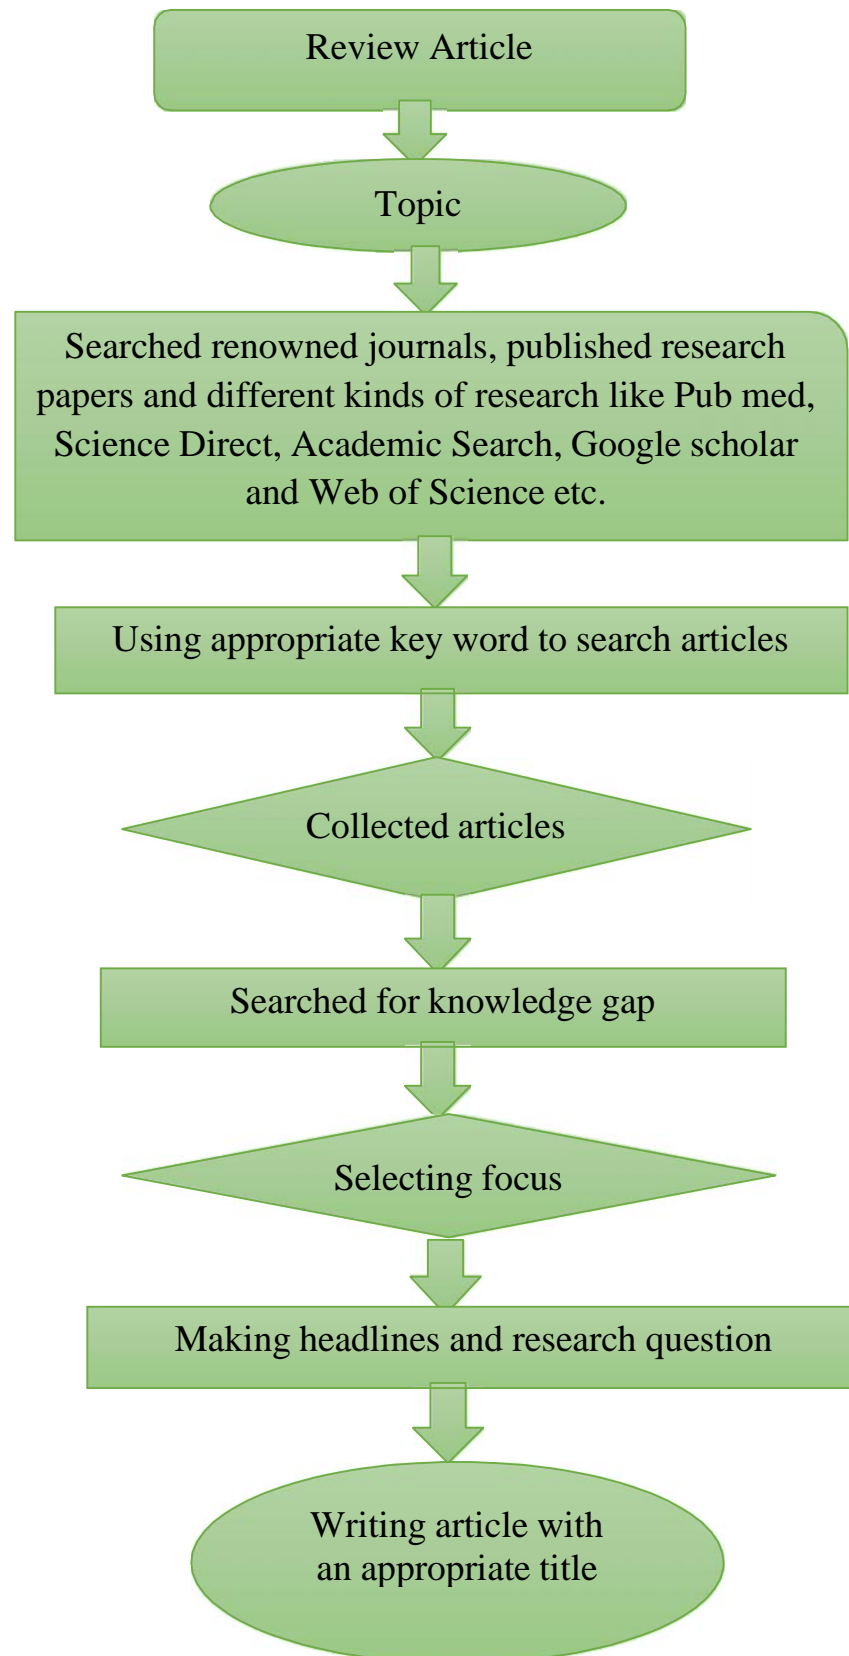 Review Article
Topic
Searched renowned journals, published research
papers and different kinds of research like Pub med,
Science Direct, Academic Search, Google scholar
and Web of Science etc.
Using appropriate key word to search articles
Collected articles
Searched for knowledge gap
Selecting focus
Making headlines and research question
Writing article with
an appropriate title